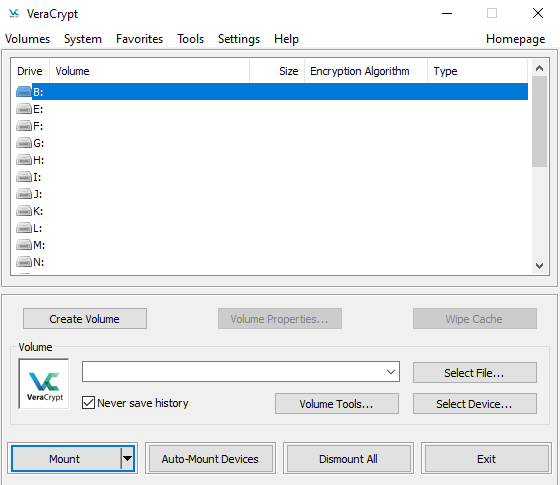 VeraCrypt
Volumes System Favorites Tools Settings Help Homepage
Drive Volume Size Encryption Algorithm Type
B:
E:
F:
G:
H:
I:
J:
K:
L:
M:
N:
Create Volume Volume Properties... Wipe Cache
Volume
VeraCrypt
Select File...
Never save history Volume Tools... Select Device...
Mount Auto-Mount Devices Dismount All Exit